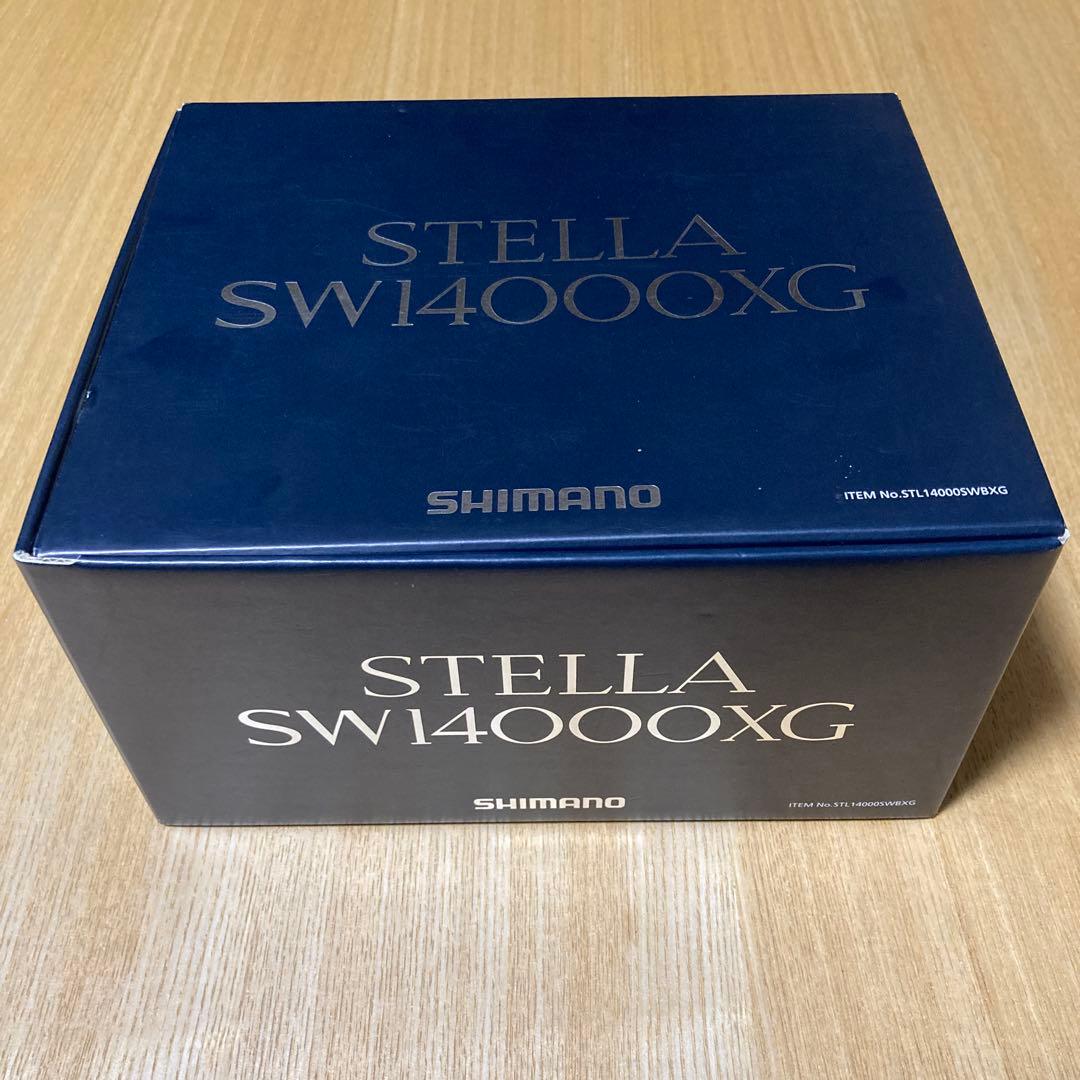 STELLA
SW14000XG
SHIMANO
ITEM No.STL14000SWBXG
STELLA
SW14000XG
SHIMANO
ITEM No.STL14000SWBXG